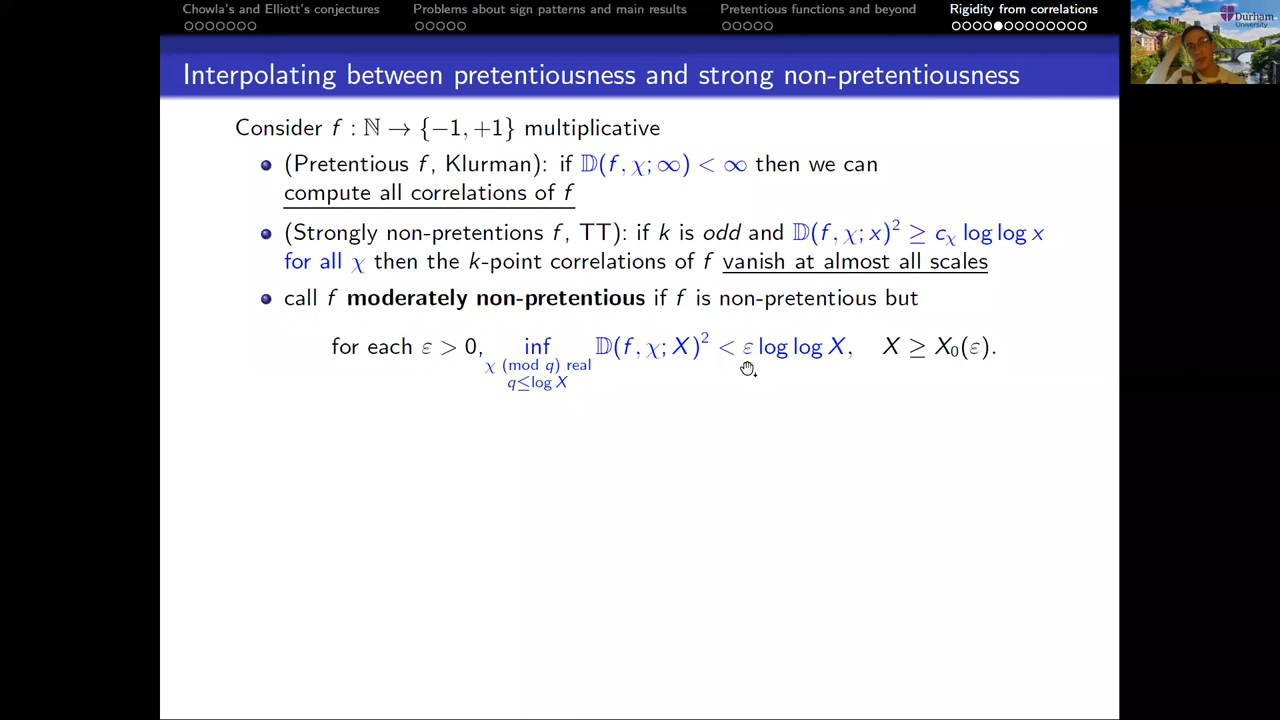 Chowla's and Elliott's conjectures Problems about sign patterns and main results Pretentious functions and beyond Rigidity from correlations
Durham
University
Interpolating between pretentiousness and strong non-pretentiousness
Consider f : ℕ → {−1, +1} multiplicative
(Pretentious f, Klurman): if 𝔻(f, χ; ∞) < ∞ then we can
compute all correlations of f
(Strongly non-pretentions f, TT): if k is odd and 𝔻(f, χ; x)² ≥ c_χ log log x
for all χ then the k-point correlations of f vanish at almost all scales
call f moderately non-pretentious if f is non-pretentious but
for each ε > 0, inf 𝔻(f, χ; X)² < ε log log X, X ≥ X₀(ε).
χ (mod q) real
q≤log X